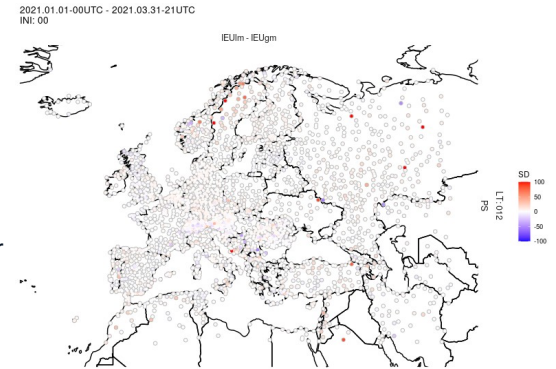 2021.01.01-00UTC - 2021.03.31-21UTC
INI: 00
IEUlm - IEUgm
LT: 012
PS
SD
100
50
0
-50
-100